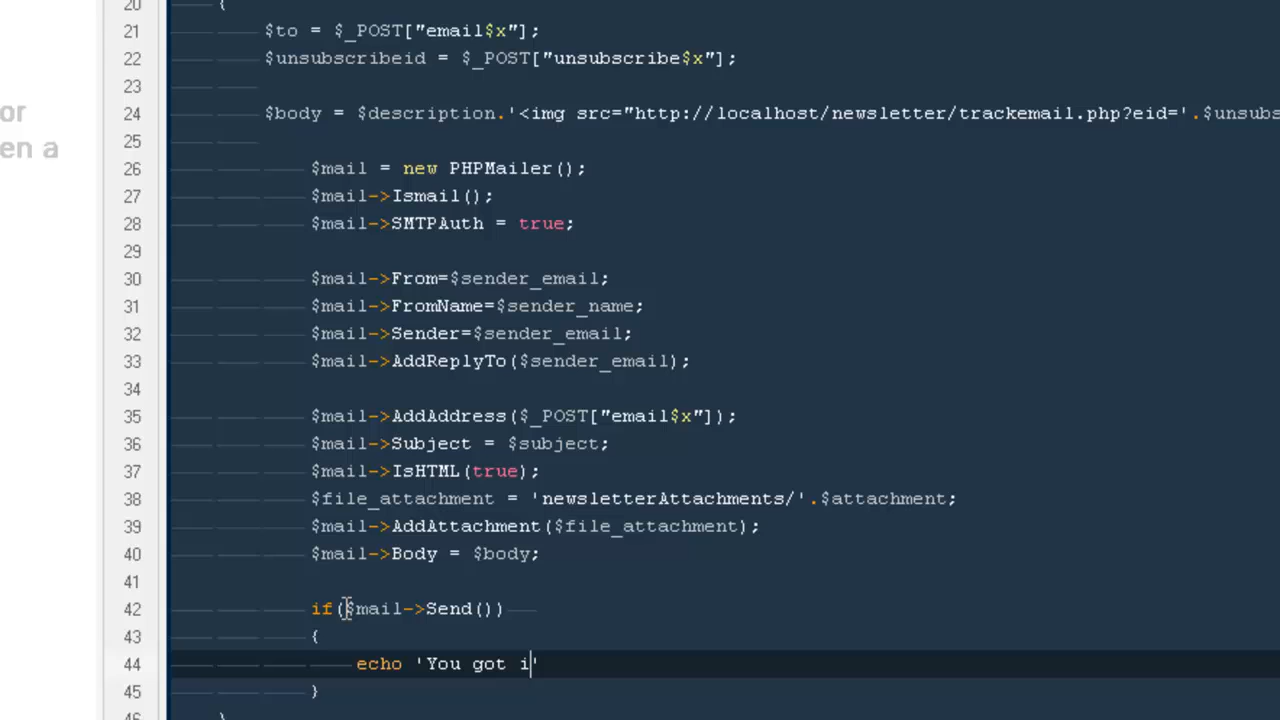 or
en a
20 {
21 $to = $_POST["email$x"];
22 $unsubscribeid = $_POST["unsubscribe$x"];
23
24 $body = $description.'<img src="http://localhost/newsletter/trackemail.php?eid='.$unsubs
25
26 $mail = new PHPMailer();
27 $mail->Ismail();
28 $mail->SMTPAuth = true;
29
30 $mail->From=$sender_email;
31 $mail->FromName=$sender_name;
32 $mail->Sender=$sender_email;
33 $mail->AddReplyTo($sender_email);
34
35 $mail->AddAddress($_POST["email$x"]);
36 $mail->Subject = $subject;
37 $mail->IsHTML(true);
38 $file_attachment = 'newsletterAttachments/'.$attachment;
39 $mail->AddAttachment($file_attachment);
40 $mail->Body = $body;
41
42 if($mail->Send())
43 {
44 echo 'You got i'
45 }
46 }